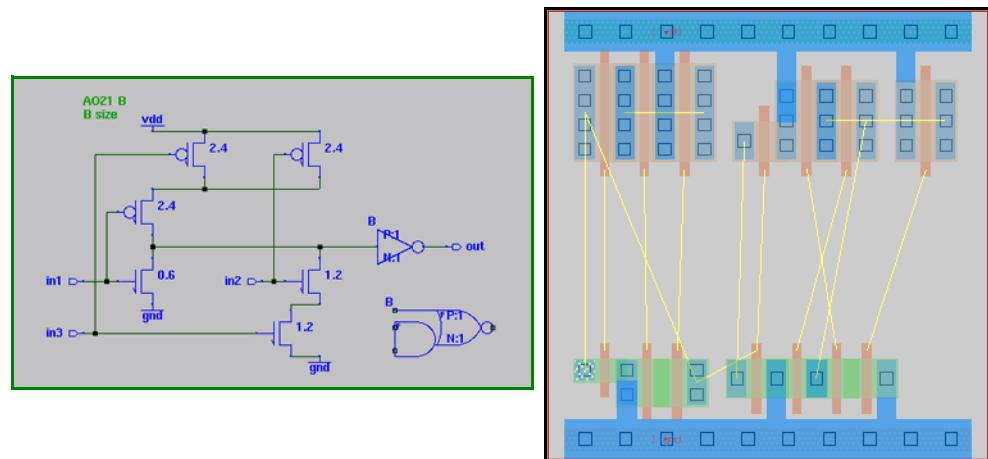 AO21 B
B size
vdd
2.4
2.4
2.4
B
P:1
out
N:1
in1
0.6
in2
1.2
gnd
B
P:1
in3
1.2
N:1
gnd